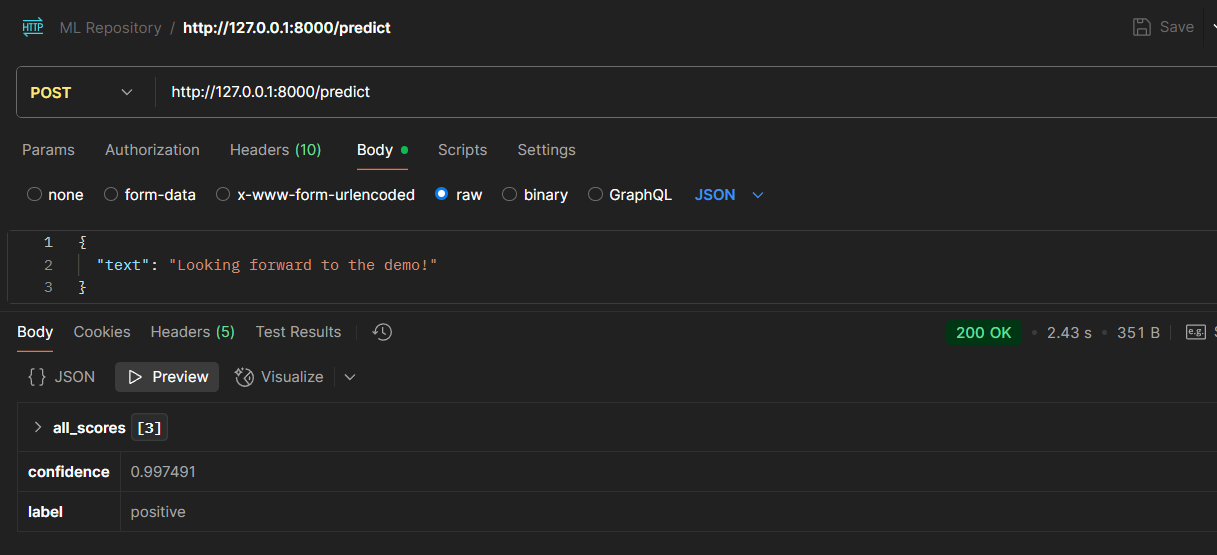 HTTP ML Repository / http://127.0.0.1:8000/predict Save
POST http://127.0.0.1:8000/predict
Params Authorization Headers (10) Body Scripts Settings
none form-data x-www-form-urlencoded raw binary GraphQL JSON
1 {
2 "text": "Looking forward to the demo!"
3 }
Body Cookies Headers (5) Test Results 200 OK • 2.43 s • 351 B e.g. S
{} JSON Preview Visualize
all_scores [3]
confidence 0.997491
label positive